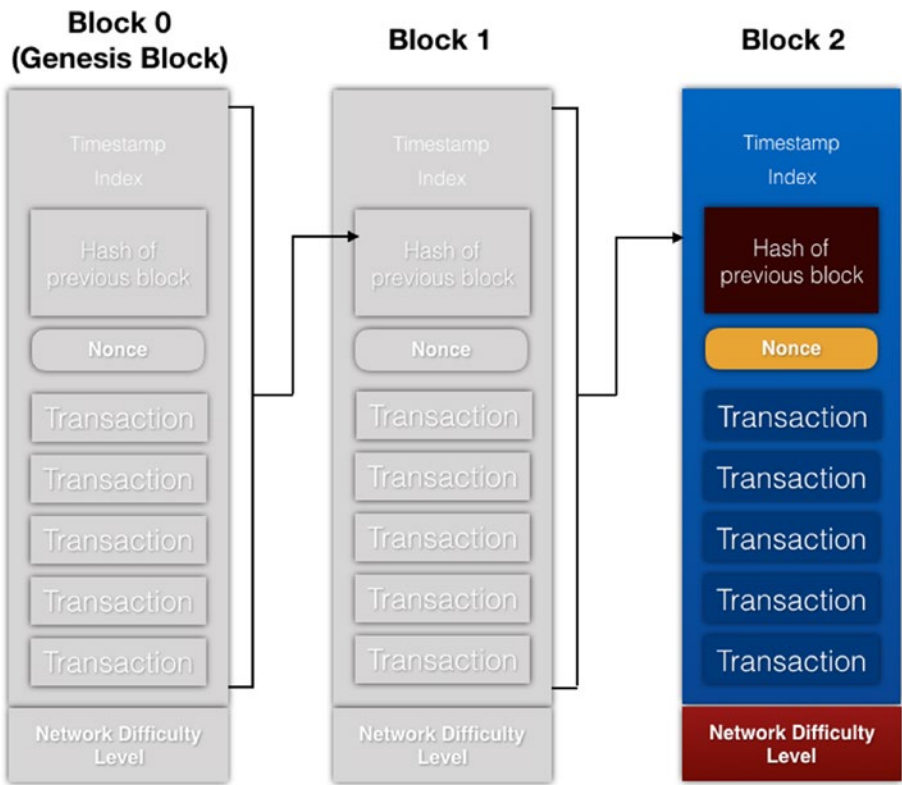 Block 0
(Genesis Block)
Timestamp
Index
Hash of
previous block
Nonce
Transaction
Transaction
Transaction
Transaction
Transaction
Network Difficulty
Level
Block 1
Timestamp
Index
Hash of
previous block
Nonce
Transaction
Transaction
Transaction
Transaction
Transaction
Network Difficulty
Level
Block 2
Timestamp
Index
Hash of
previous block
Nonce
Transaction
Transaction
Transaction
Transaction
Transaction
Network Difficulty
Level